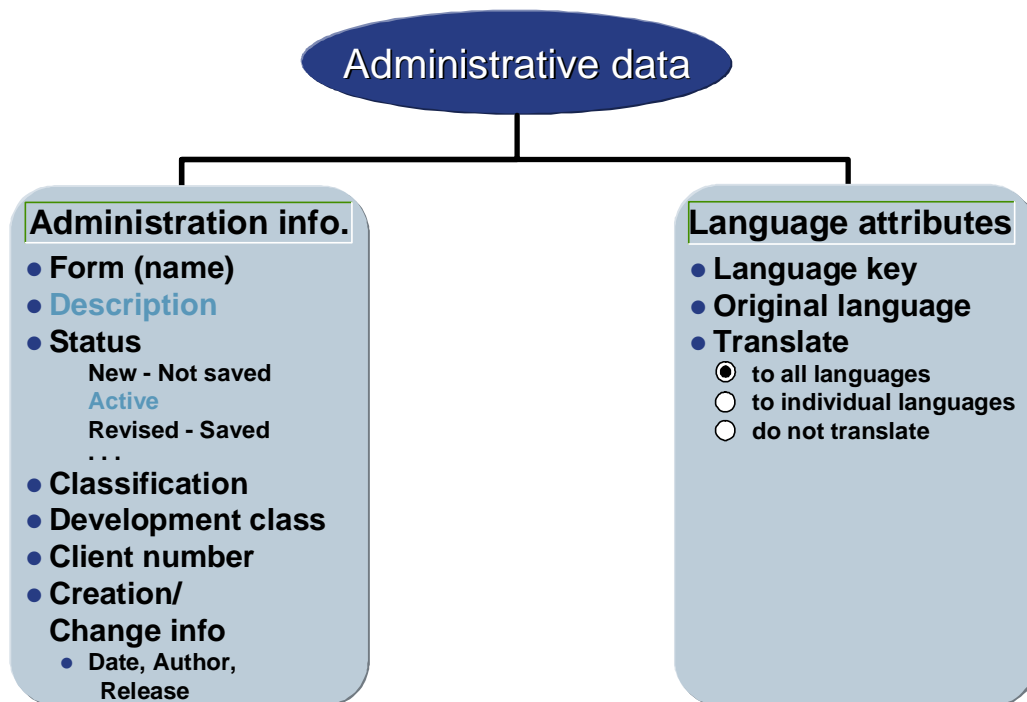 Administrative data
Administration info.
Form (name)
Description
Status
New - Not saved
Active
Revised - Saved
. . .
Classification
Development class
Client number
Creation/
Change info
Date, Author,
Release
Language attributes
Language key
Original language
Translate
to all languages
to individual languages
do not translate